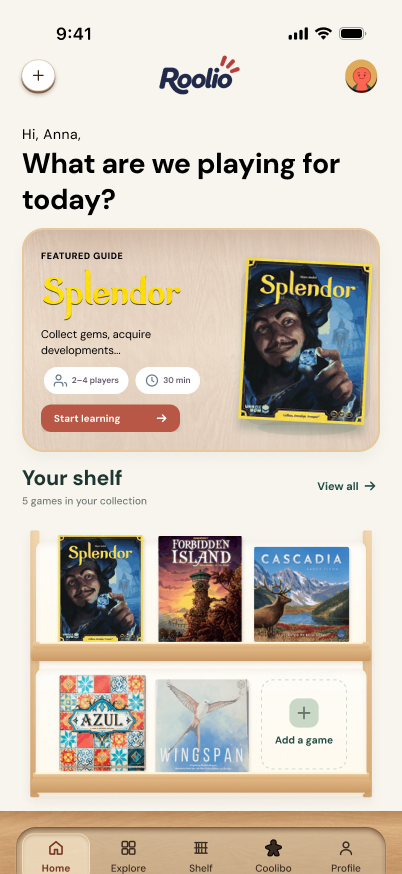 9:41
Roolio
Hi, Anna,
What are we playing for
today?
FEATURED GUIDE
Splendor
Collect gems, acquire
developments...
2–4 players
30 min
Start learning
Splendor
Your shelf
5 games in your collection
View all
Splendor
FORBIDDEN
ISLAND
CASCADIA
AZUL
WINGSPAN
Add a game
Home
Explore
Shelf
Coolibo
Profile